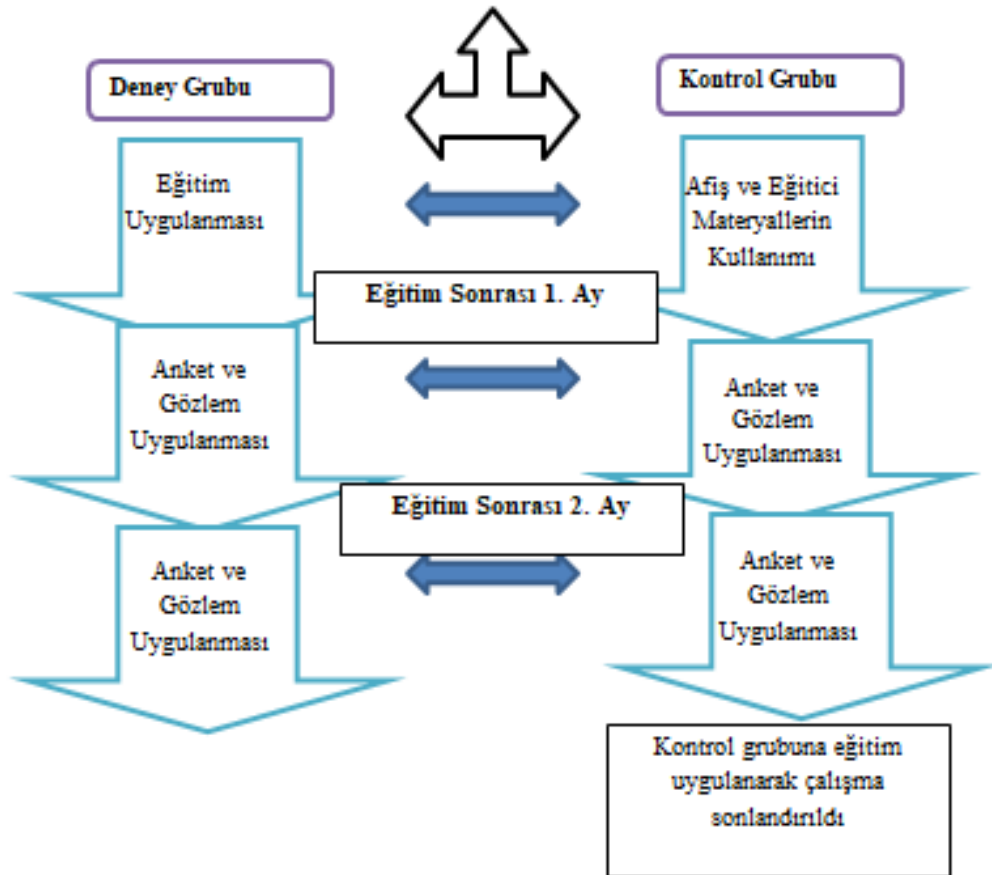 Deney Grubu
Kontrol Grubu
Eğitim
Uygulanması
Afiş ve Eğitici
Materyallerin
Kullanımı
Eğitim Sonrası 1. Ay
Anket ve
Gözlem
Uygulanması
Anket ve
Gözlem
Uygulanması
Eğitim Sonrası 2. Ay
Anket ve
Gözlem
Uygulanması
Anket ve
Gözlem
Uygulanması
Kontrol grubuna eğitim
uygulanarak çalışma
sonlandırıldı